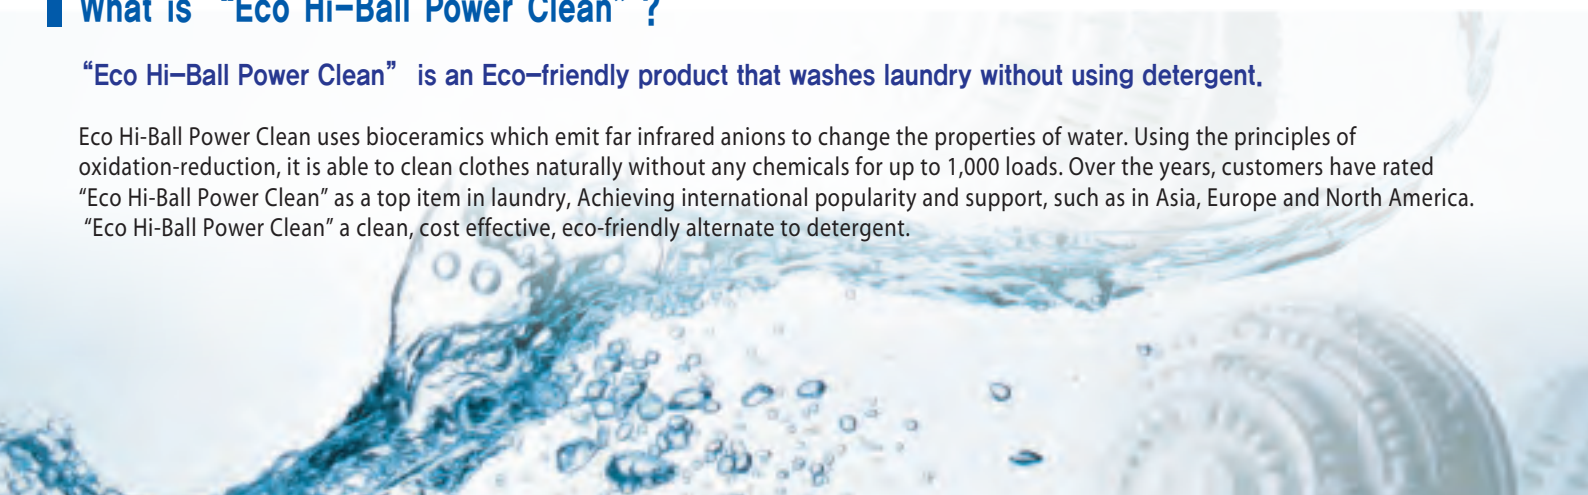 What is “Eco Hi-Ball Power Clean” ?
“Eco Hi-Ball Power Clean” is an Eco-friendly product that washes laundry without using detergent.
Eco Hi-Ball Power Clean uses bioceramics which emit far infrared anions to change the properties of water. Using the principles of
oxidation-reduction, it is able to clean clothes naturally without any chemicals for up to 1,000 loads. Over the years, customers have rated
“Eco Hi-Ball Power Clean” as a top item in laundry, Achieving international popularity and support, such as in Asia, Europe and North America.
“Eco Hi-Ball Power Clean” a clean, cost effective, eco-friendly alternate to detergent.